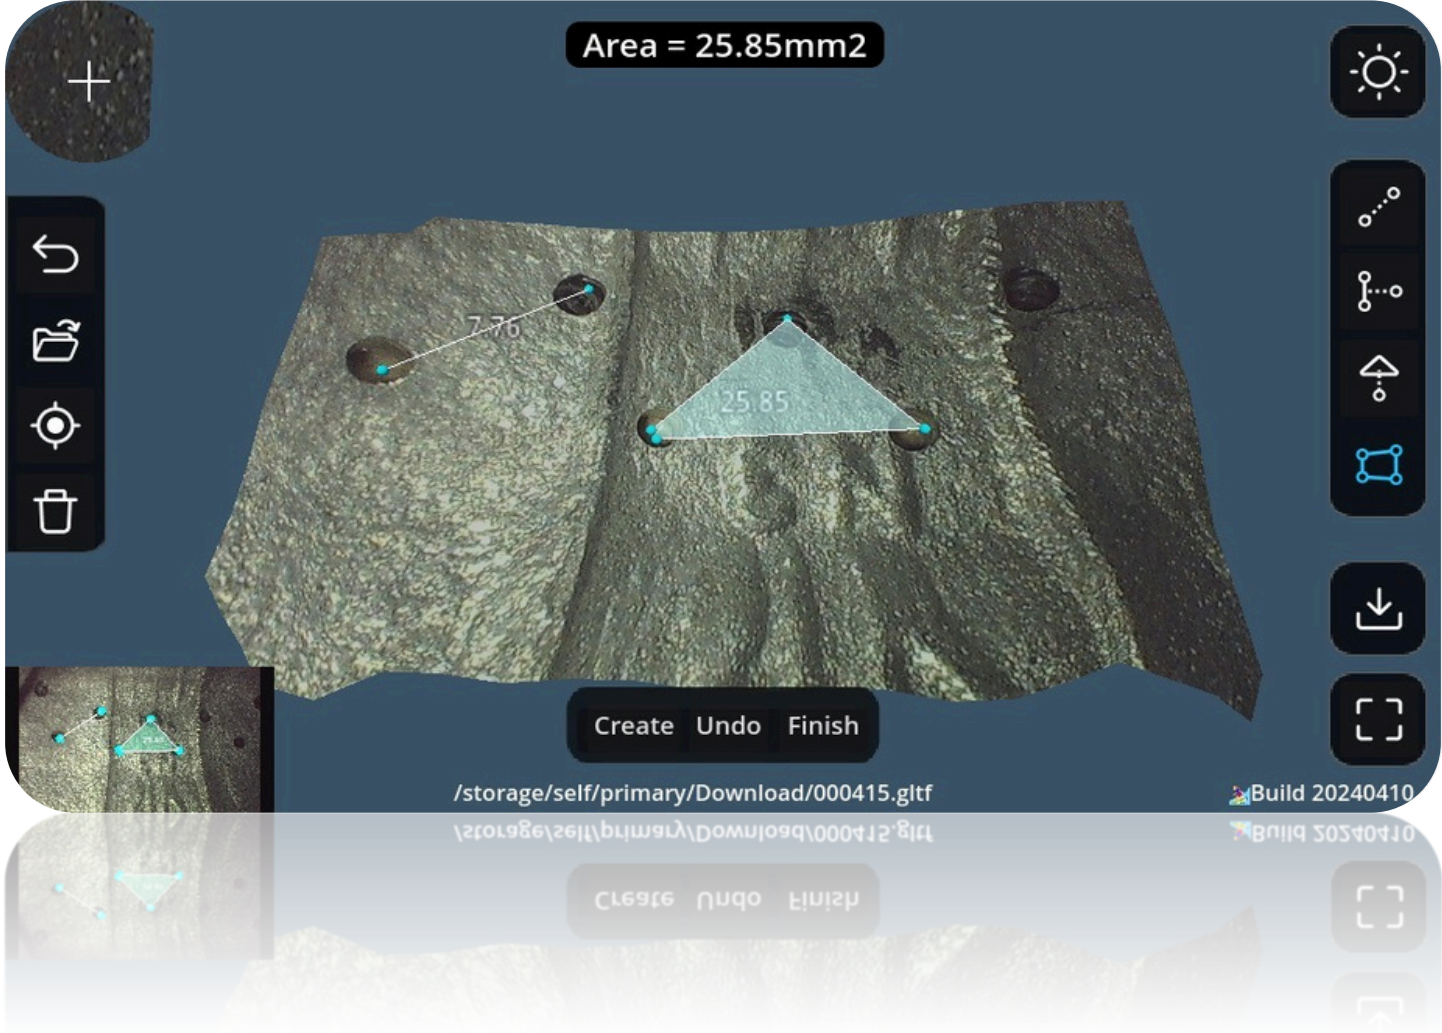 Area = 25.85mm2
7.76
25.85
Create Undo Finish
/storage/self/primary/Download/000415.gltf
Build 20240410